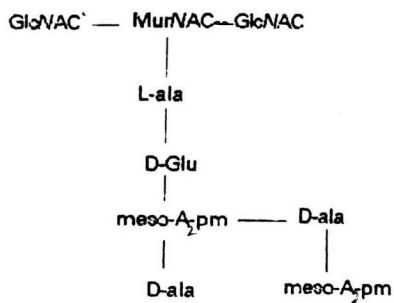 GlcNAC — MurNAC—GlcNAC
L-ala
D-Glu
meso-A₂pm — D-ala
D-ala meso-A₂pm